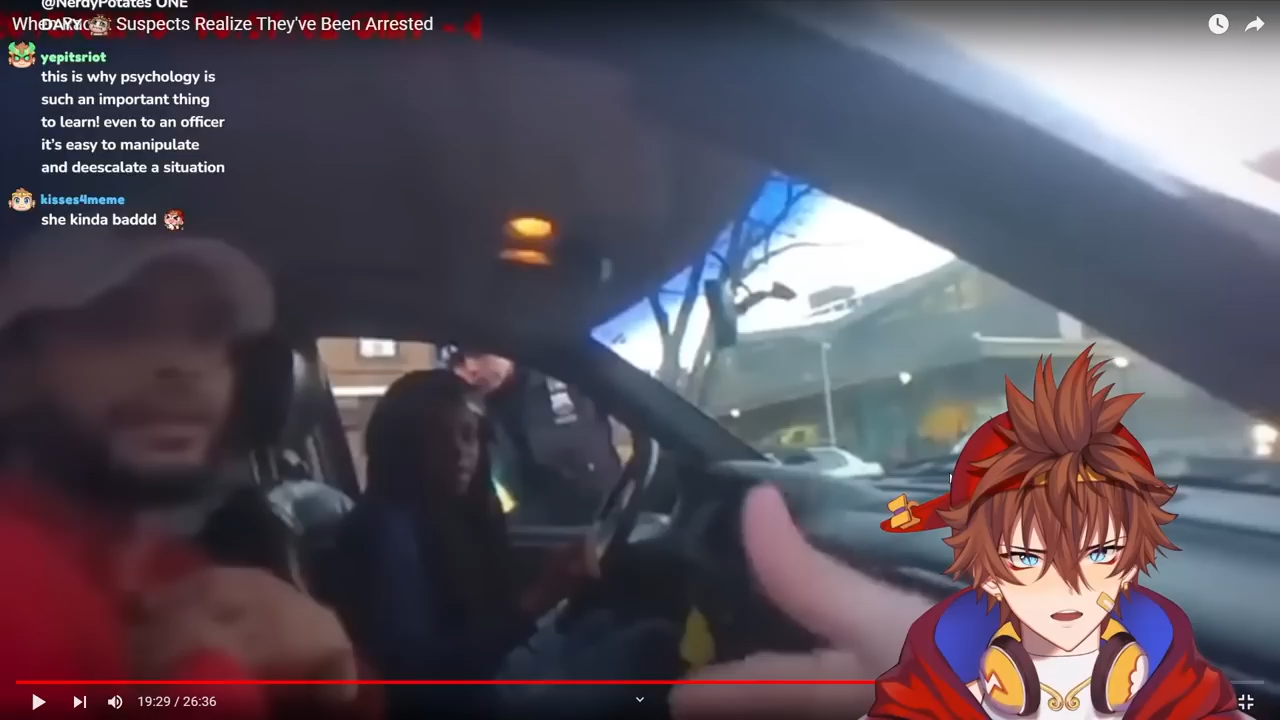 @NerdyPotates ONE
DARY
Suspects Realize They've Been Arrested
yepitsriot
this is why psychology is
such an important thing
to learn! even to an officer
it's easy to manipulate
and deescalate a situation
kisses4meme
she kinda baddd
19:29 / 26:36